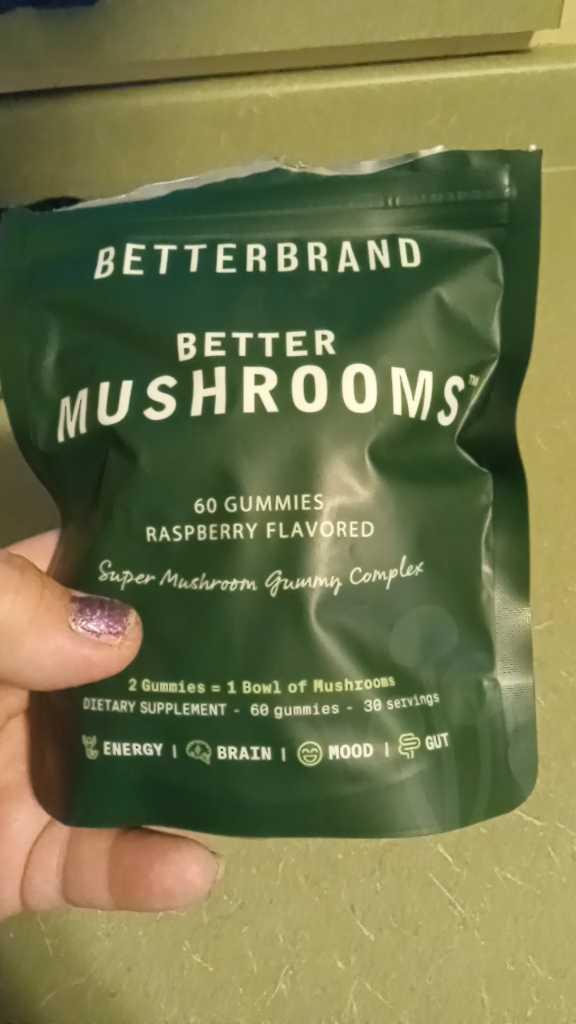 BETTERBRAND
BETTER
MUSHROOMS™
60 GUMMIES
RASPBERRY FLAVORED
Super Mushroom Gummy Complex
2 Gummies = 1 Bowl of Mushrooms
DIETARY SUPPLEMENT - 60 gummies - 30 servings
ENERGY | BRAIN | MOOD | GUT